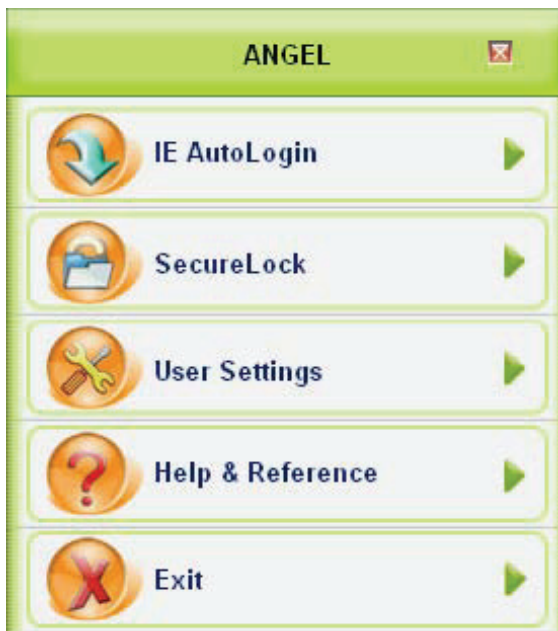 ANGEL
IE AutoLogin
SecureLock
User Settings
Help & Reference
Exit